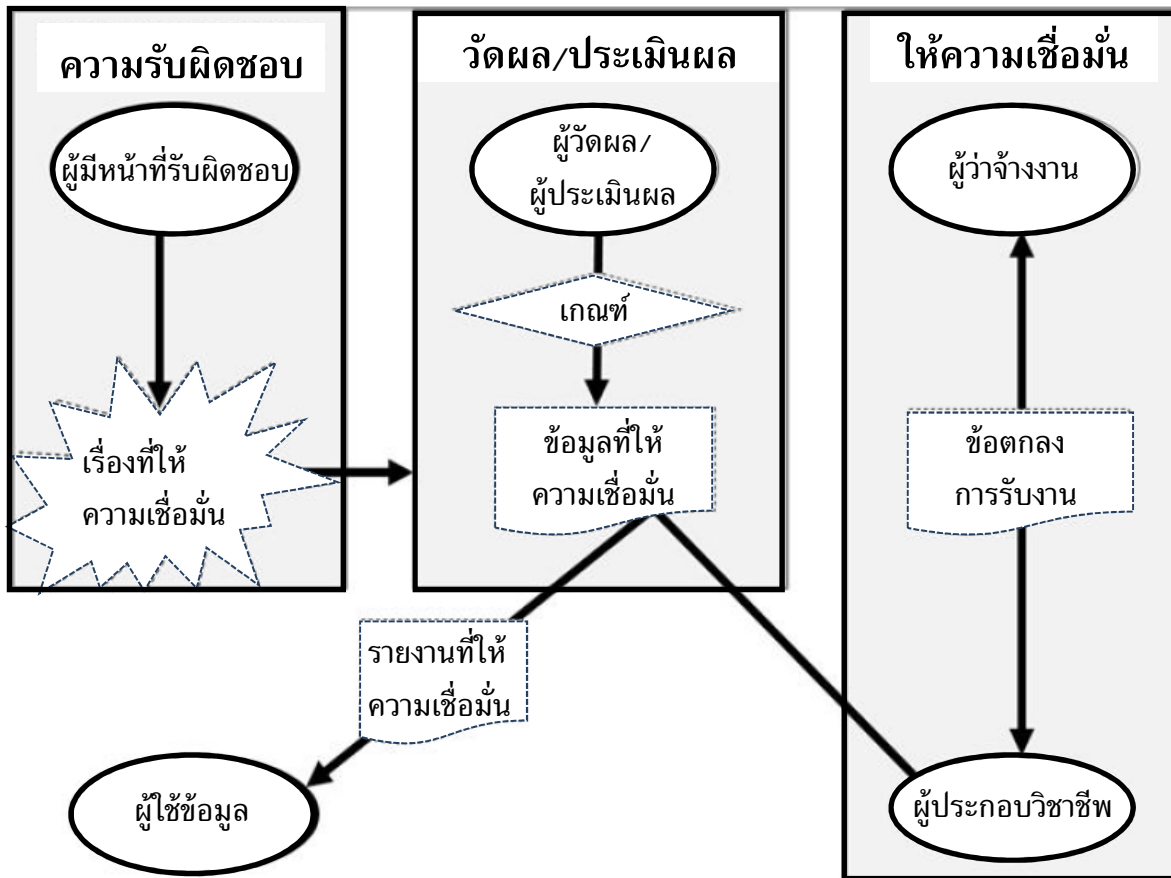 ความรับผิดชอบ
ผู้มีหน้าที่รับผิดชอบ
เรื่องที่ให้
ความเชื่อมั่น
วัดผล/ประเมินผล
ผู้วัดผล/
ผู้ประเมินผล
เกณฑ์
ข้อมูลที่ให้
ความเชื่อมั่น
ให้ความเชื่อมั่น
ผู้ว่าจ้างงาน
ข้อตกลง
การรับงาน
รายงานที่ให้
ความเชื่อมั่น
ผู้ใช้ข้อมูล
ผู้ประกอบวิชาชีพ